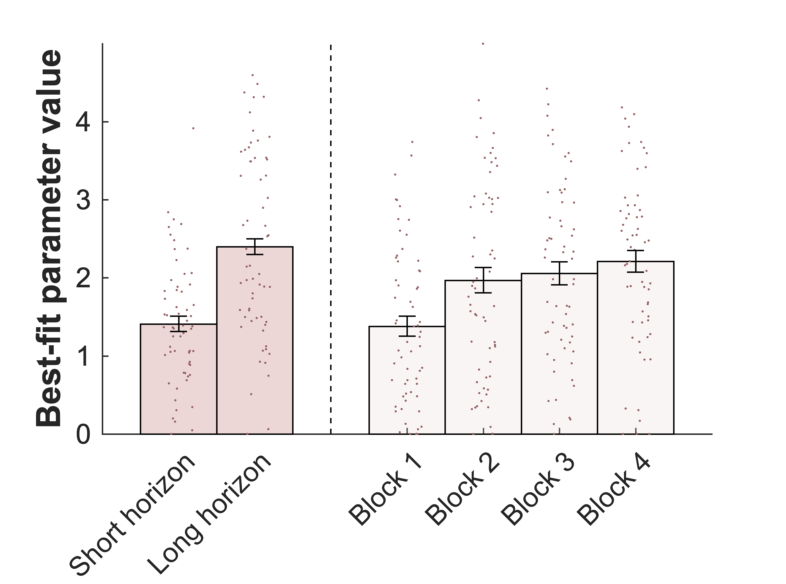 Best-fit parameter value
4
3
2
1
0
Short horizon
Long horizon
Block 1
Block 2
Block 3
Block 4